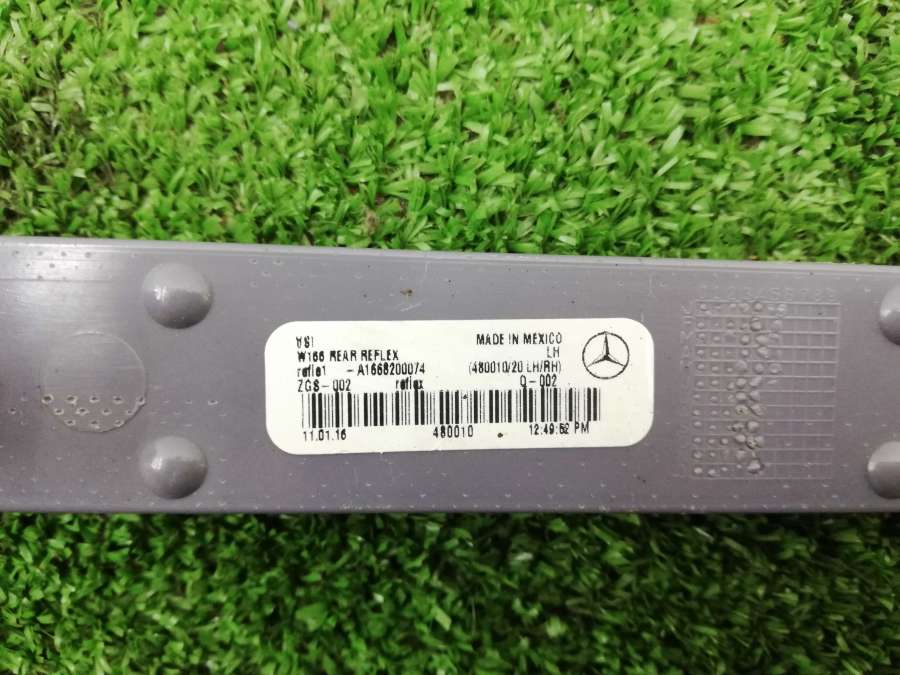 VSI MADE IN MEXICO
W166 REAR REFLEX LH
refle1 -A1668200074 (480010/20 LH/RH)
ZGS-002 reflex Q-002
11.01.16 480010 12:49:52 PM